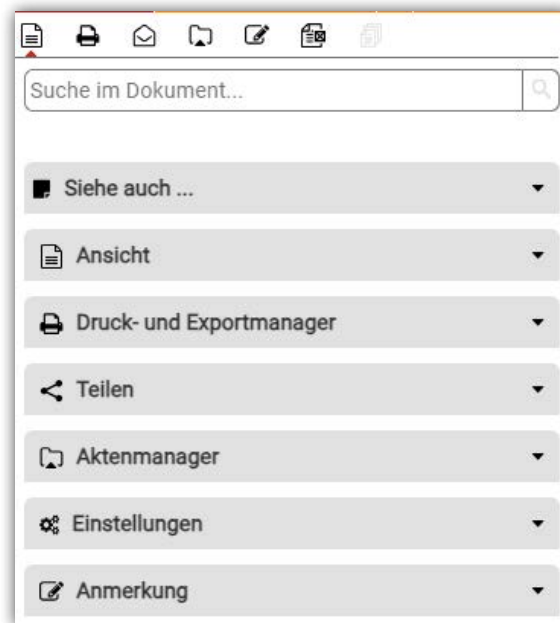 Suche im Dokument...
Siehe auch ...
Ansicht
Druck- und Exportmanager
Teilen
Aktenmanager
Einstellungen
Anmerkung